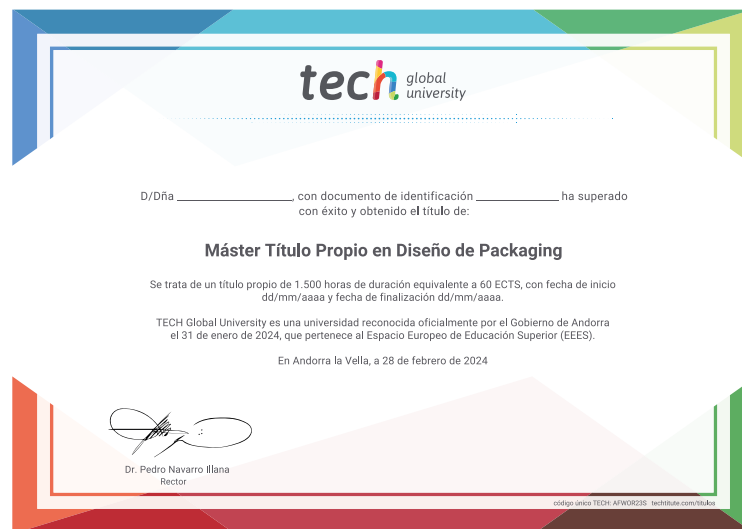 tech global
university
D/Dña ____________________, con documento de identificación ______________ ha superado
con éxito y obtenido el título de:
Máster Título Propio en Diseño de Packaging
Se trata de un título propio de 1.500 horas de duración equivalente a 60 ECTS, con fecha de inicio
dd/mm/aaaa y fecha de finalización dd/mm/aaaa.
TECH Global University es una universidad reconocida oficialmente por el Gobierno de Andorra
el 31 de enero de 2024, que pertenece al Espacio Europeo de Educación Superior (EEES).
En Andorra la Vella, a 28 de febrero de 2024
Dr. Pedro Navarro Illana
Rector
código único TECH: AFWOR23S techtitute.com/titulos